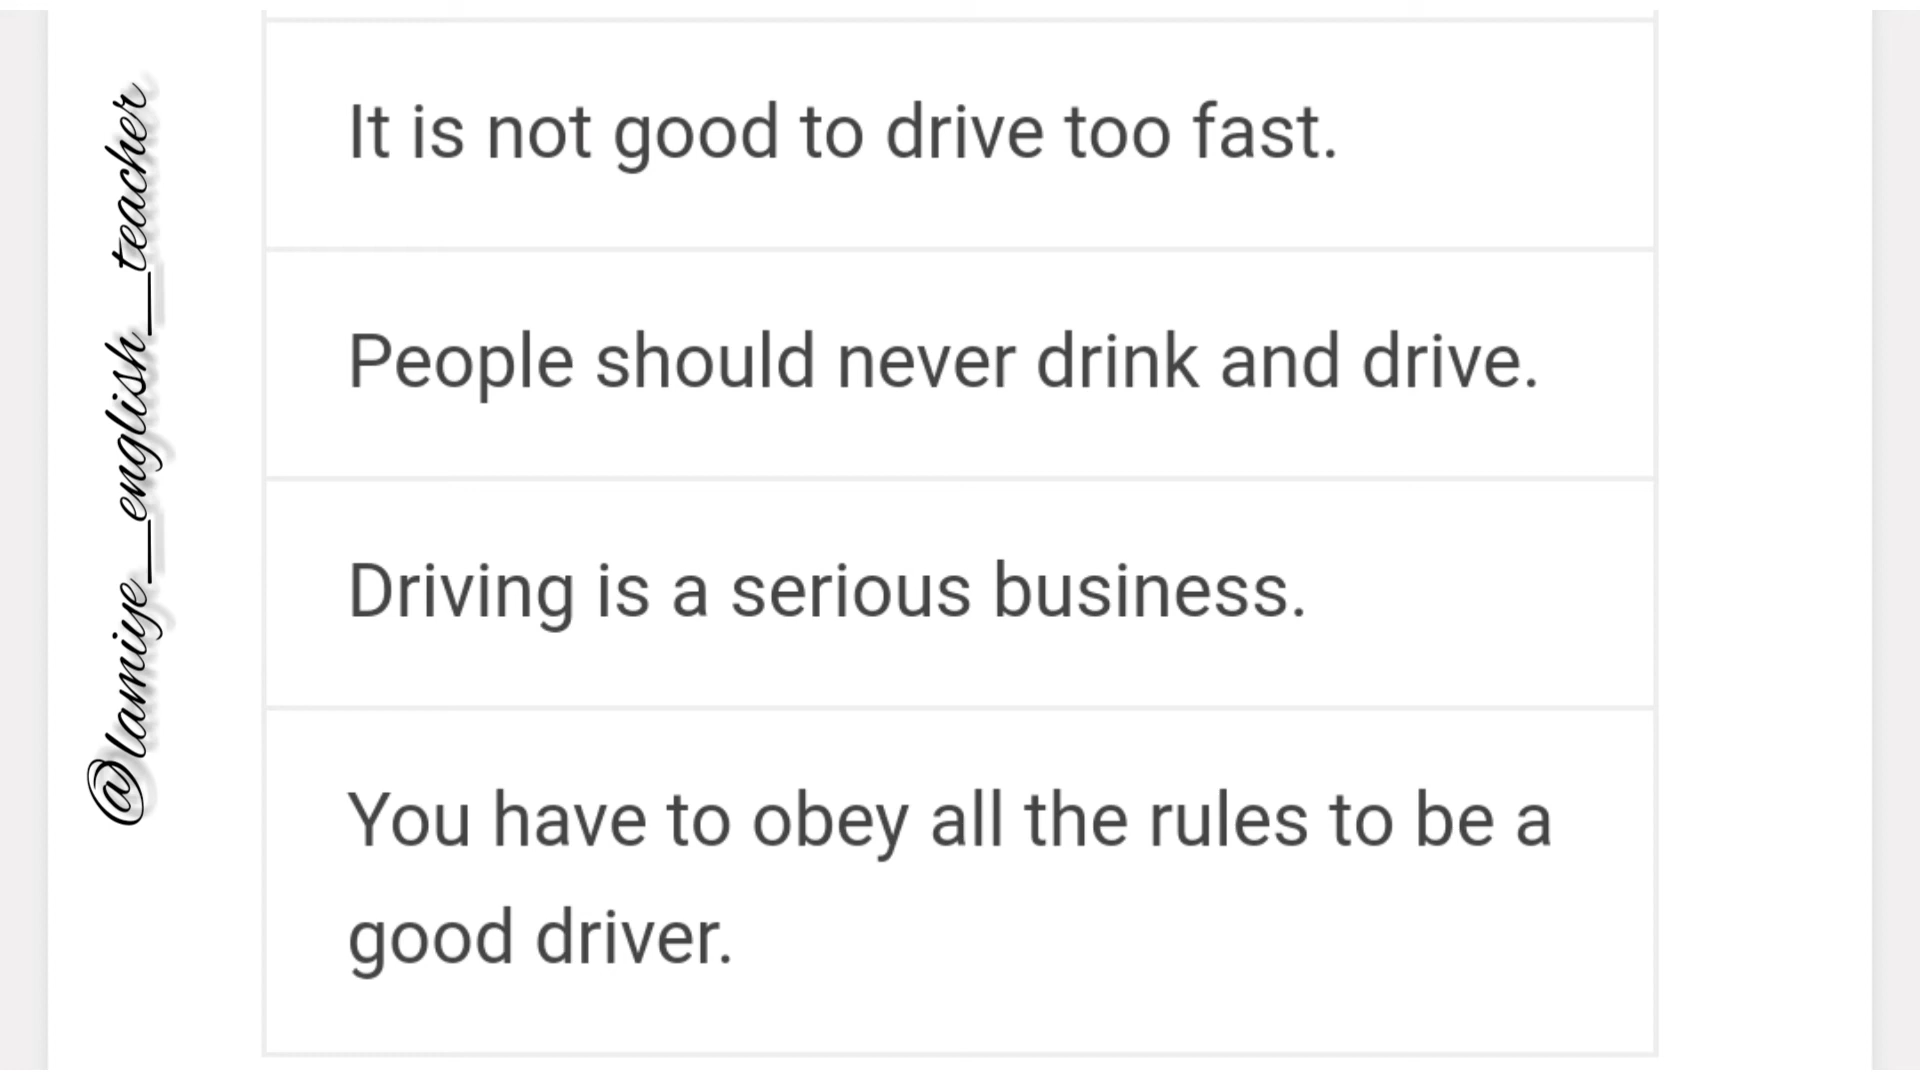 @lamiye_english_teacher
It is not good to drive too fast.
People should never drink and drive.
Driving is a serious business.
You have to obey all the rules to be a
good driver.